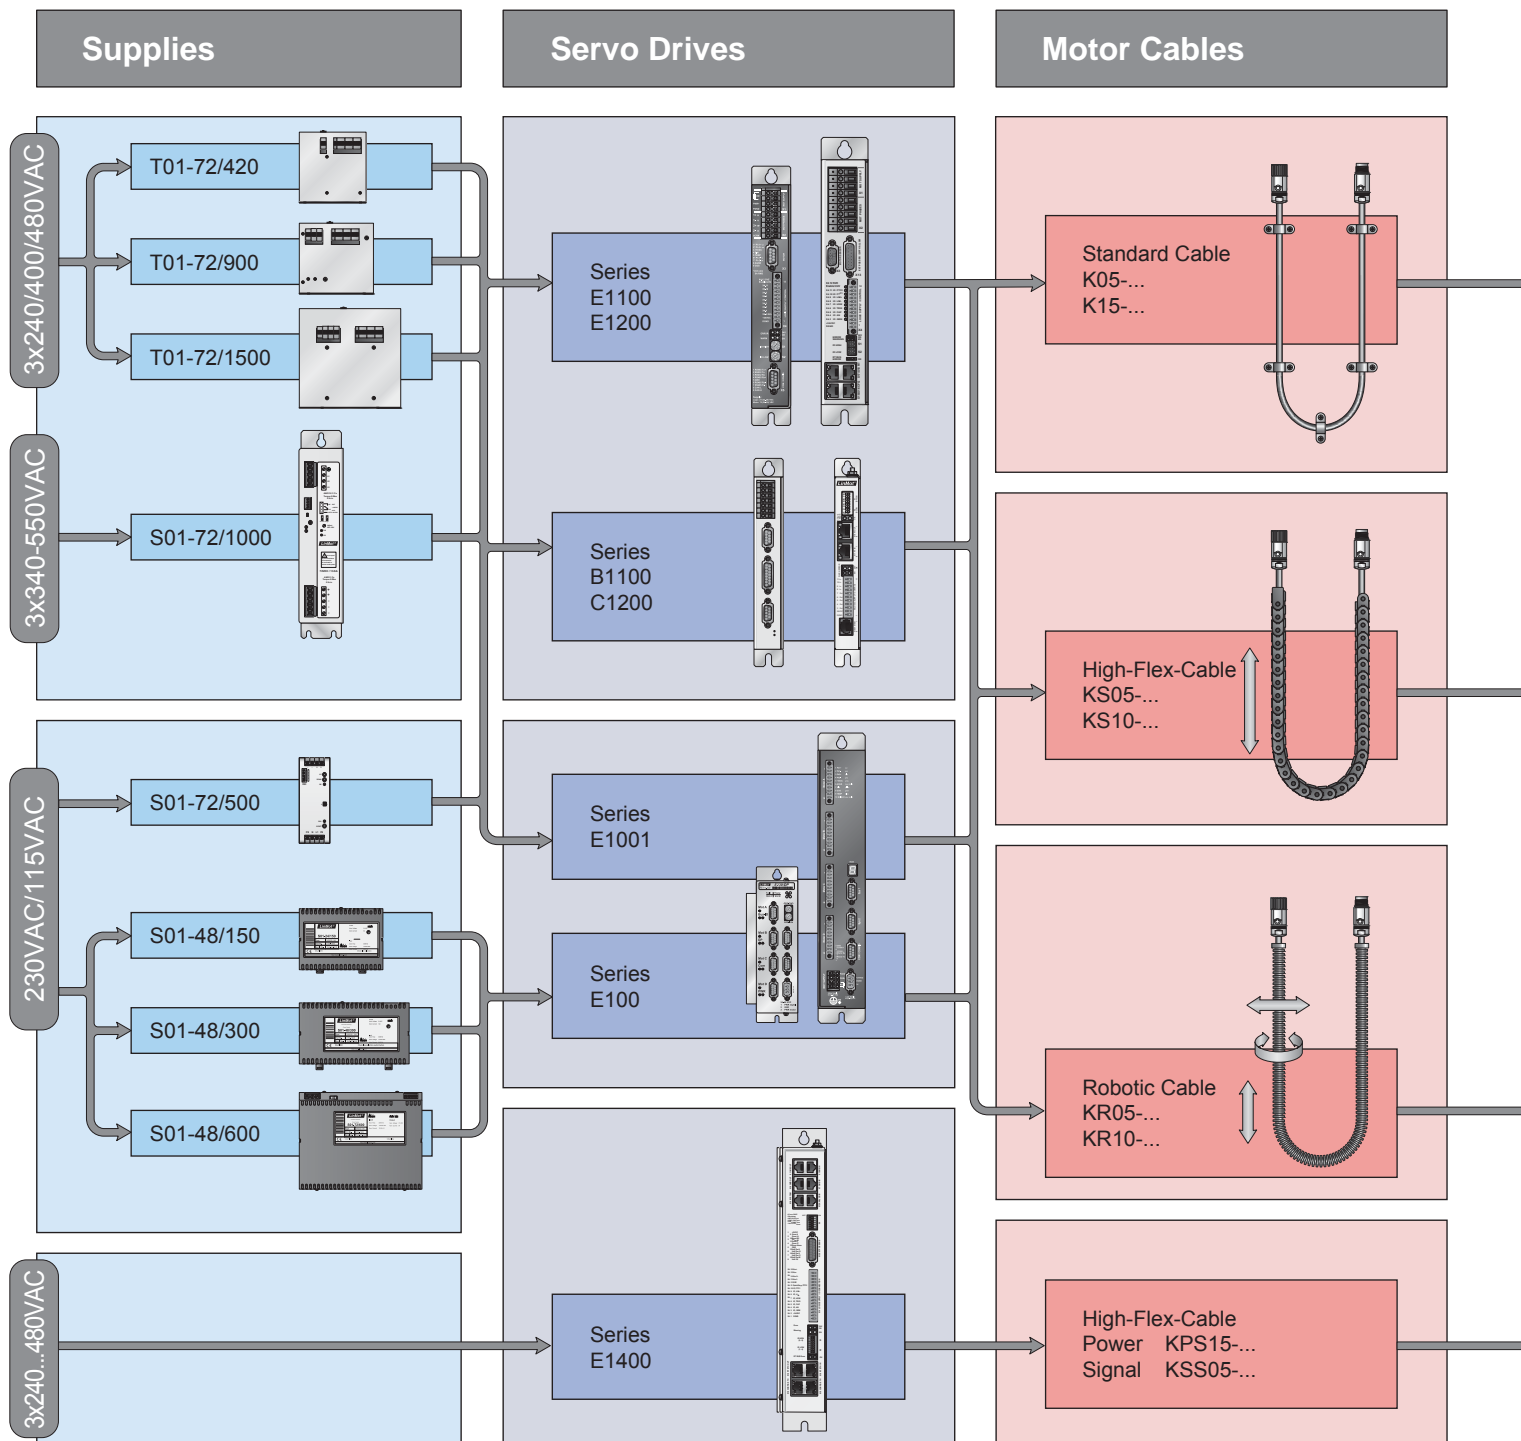 Supplies
Servo Drives
Motor Cables
3x240/400/480VAC
T01-72/420
T01-72/900
T01-72/1500
3x340-550VAC
S01-72/1000
230VAC/115VAC
S01-72/500
S01-48/150
S01-48/300
S01-48/600
3x240...480VAC
Series
E1100
E1200
Series
B1100
C1200
Series
E1001
Series
E100
Series
E1400
Standard Cable
K05-...
K15-...
High-Flex-Cable
KS05-...
KS10-...
Robotic Cable
KR05-...
KR10-...
High-Flex-Cable
Power KPS15-...
Signal KSS05-...